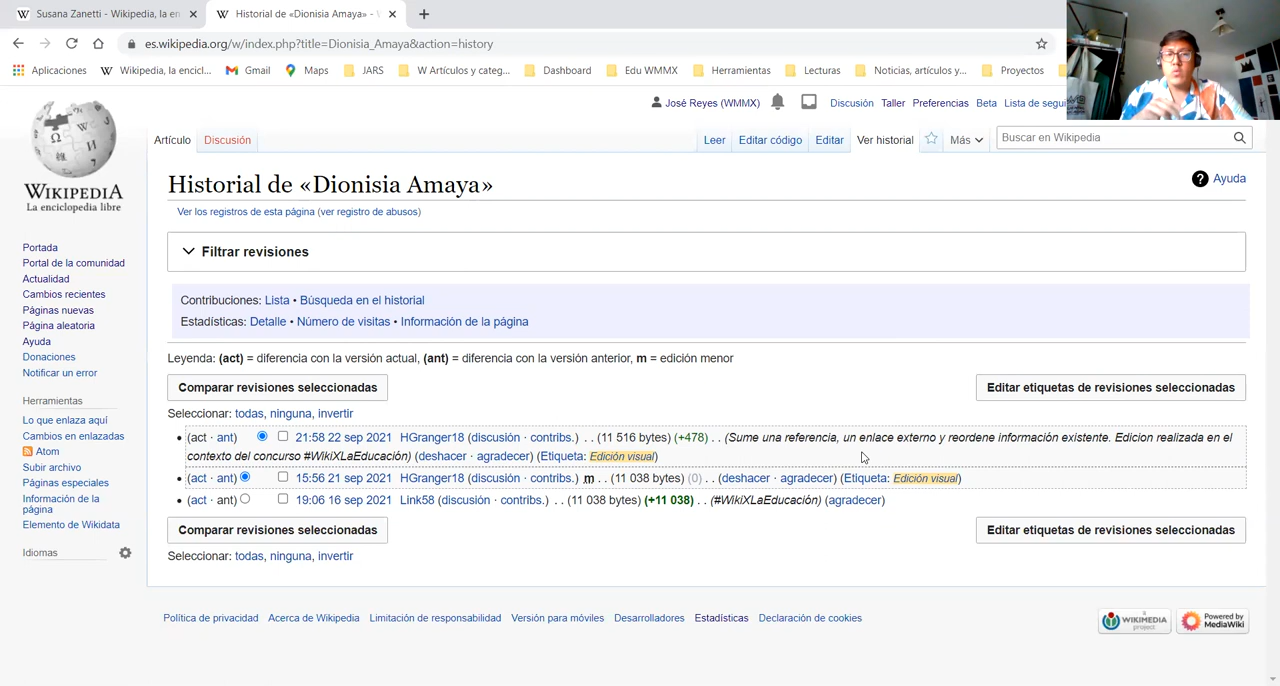 Susana Zanetti - Wikipedia, la en
Historial de «Dionisia Amaya» -
es.wikipedia.org/w/index.php?title=Dionisia_Amaya&action=history
Aplicaciones
Wikipedia, la encicl...
Gmail
Maps
JARS
W Artículos y categ...
Dashboard
Edu WMMX
Herramientas
Lecturas
Noticias, artículos y...
Proyectos
José Reyes (WMMX) Discusión Taller Preferencias Beta Lista de segui
Artículo Discusión Leer Editar código Editar Ver historial Más Buscar en Wikipedia
WIKIPEDIA
La enciclopedia libre
Portada
Portal de la comunidad
Actualidad
Cambios recientes
Páginas nuevas
Página aleatoria
Ayuda
Donaciones
Notificar un error
Herramientas
Lo que enlaza aquí
Cambios en enlazadas
Atom
Subir archivo
Páginas especiales
Información de la
página
Elemento de Wikidata
Idiomas
Historial de «Dionisia Amaya»
? Ayuda
Ver los registros de esta página (ver registro de abusos)
Filtrar revisiones
Contribuciones: Lista • Búsqueda en el historial
Estadísticas: Detalle • Número de visitas • Información de la página
Leyenda: (act) = diferencia con la versión actual, (ant) = diferencia con la versión anterior, m = edición menor
Comparar revisiones seleccionadas Editar etiquetas de revisiones seleccionadas
Seleccionar: todas, ninguna, invertir
• (act · ant) 21:58 22 sep 2021 HGranger18 (discusión · contribs.) . . (11 516 bytes) (+478) . . (Sume una referencia, un enlace externo y reordene información existente. Edicion realizada en el
contexto del concurso #WikiXLaEducación) (deshacer · agradecer) (Etiqueta: Edición visual)
• (act · ant) 15:56 21 sep 2021 HGranger18 (discusión · contribs.) m . . (11 038 bytes) (0) . . (deshacer · agradecer) (Etiqueta: Edición visual)
• (act · ant) 19:06 16 sep 2021 Link58 (discusión · contribs.) . . (11 038 bytes) (+11 038) . . (#WikiXLaEducación) (agradecer)
Comparar revisiones seleccionadas Editar etiquetas de revisiones seleccionadas
Seleccionar: todas, ninguna, invertir
Política de privacidad Acerca de Wikipedia Limitación de responsabilidad Versión para móviles Desarrolladores Estadísticas Declaración de cookies
A WIKIMEDIA project
Powered by MediaWiki